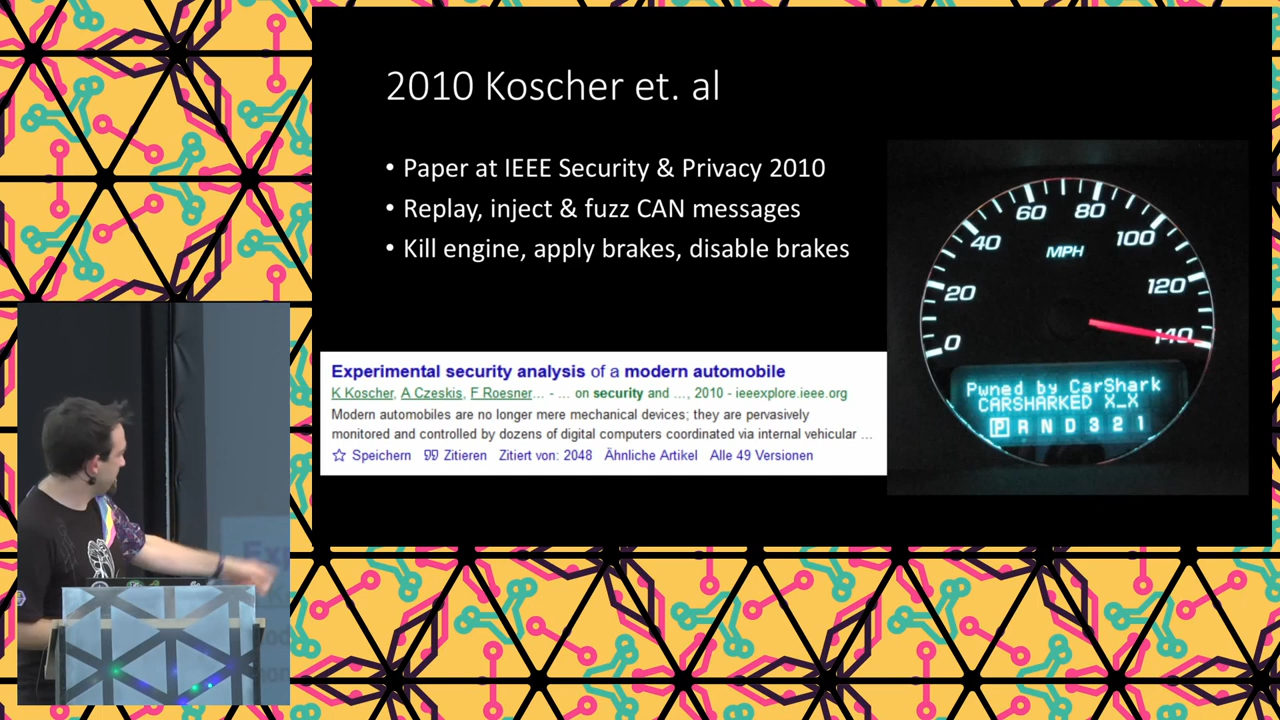 2010 Koscher et. al
• Paper at IEEE Security & Privacy 2010
• Replay, inject & fuzz CAN messages
• Kill engine, apply brakes, disable brakes
Experimental security analysis of a modern automobile
K Koscher, A Czeskis, F Roesner... - ... on security and ..., 2010 - ieeexplore.ieee.org
Modern automobiles are no longer mere mechanical devices; they are pervasively
monitored and controlled by dozens of digital computers coordinated via internal vehicular ...
Speichern Zitieren Zitiert von: 2048 Ähnliche Artikel Alle 49 Versionen
0
20
40
60
80
100
120
140
MPH
Pwned by CarShark
CARSHARKED X_X
P R N D 3 2 1